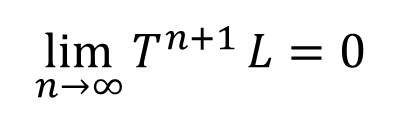 lim T^{n+1} L = 0
n→∞